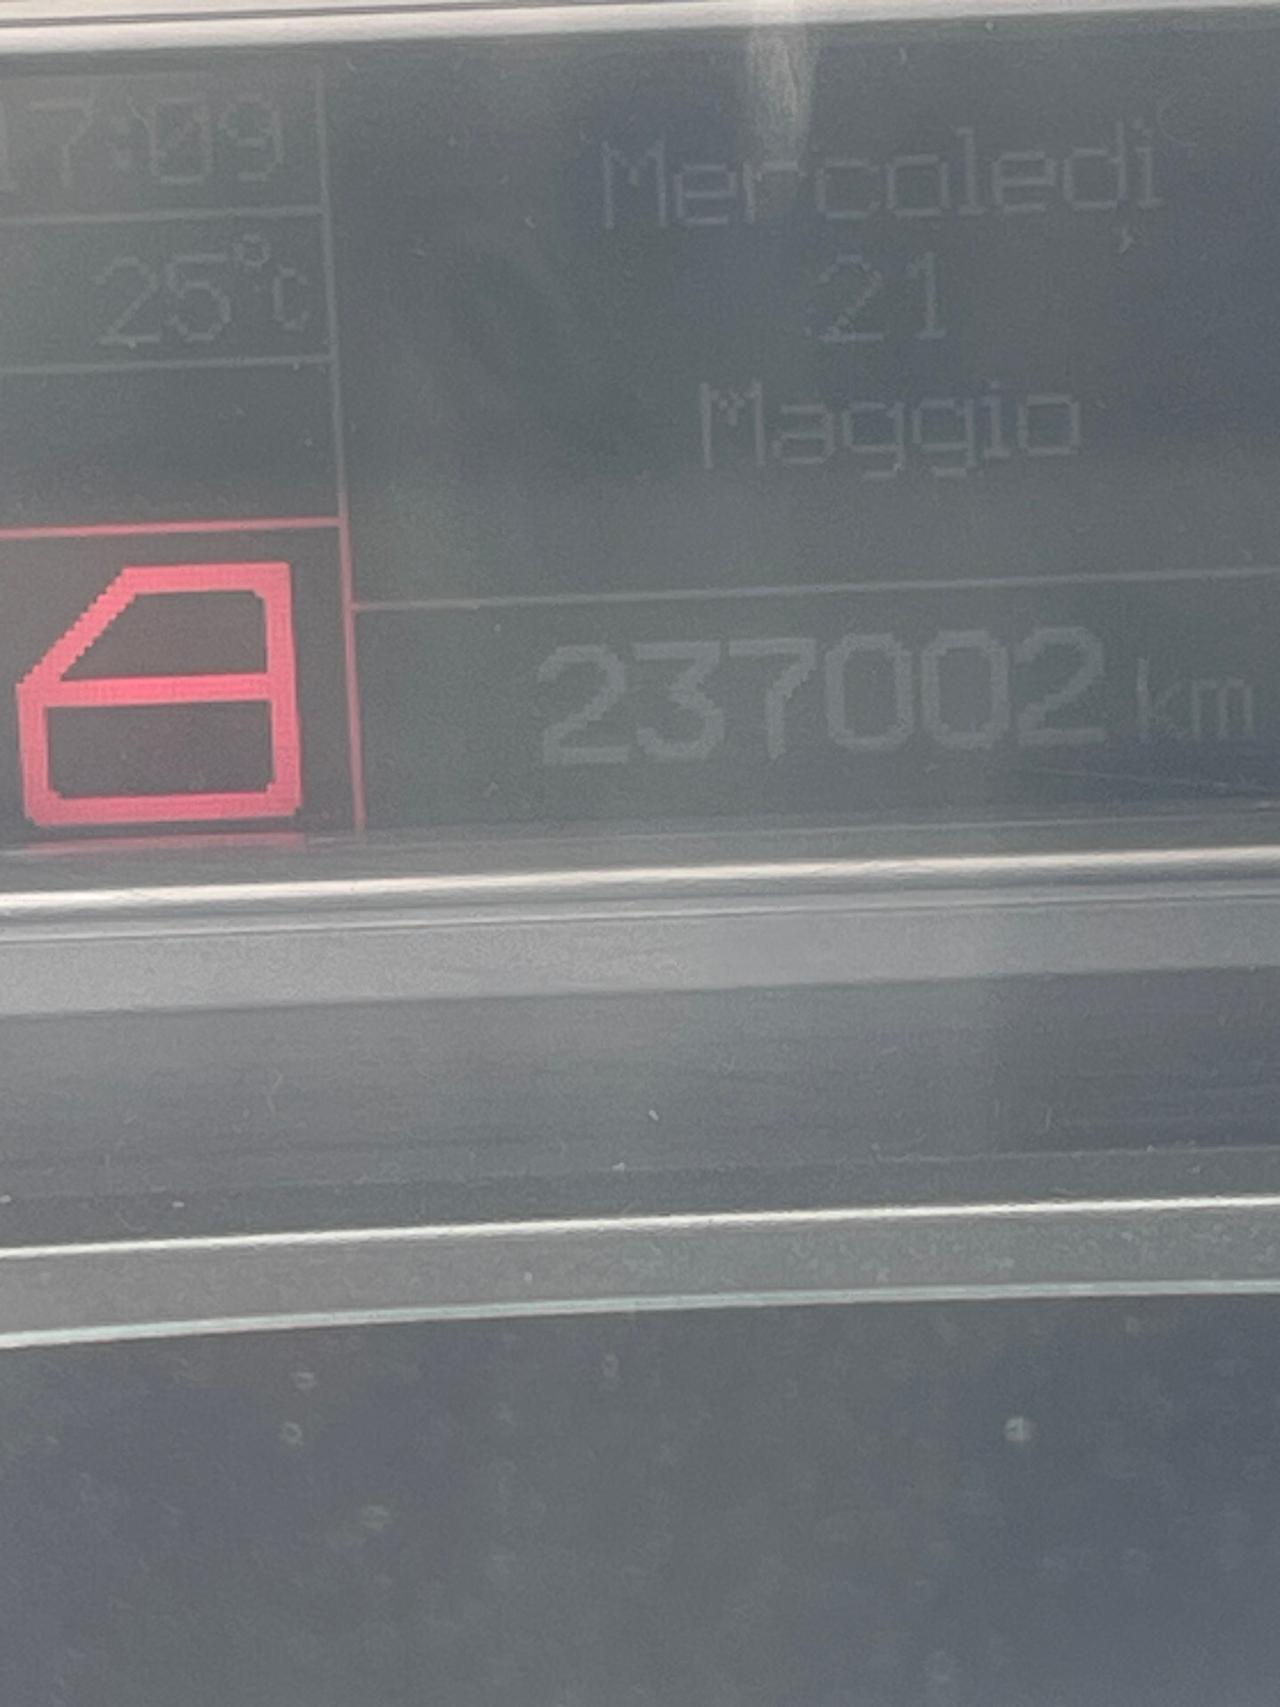 17:09
25°C
Mercoledi
21
Maggio
237002 km